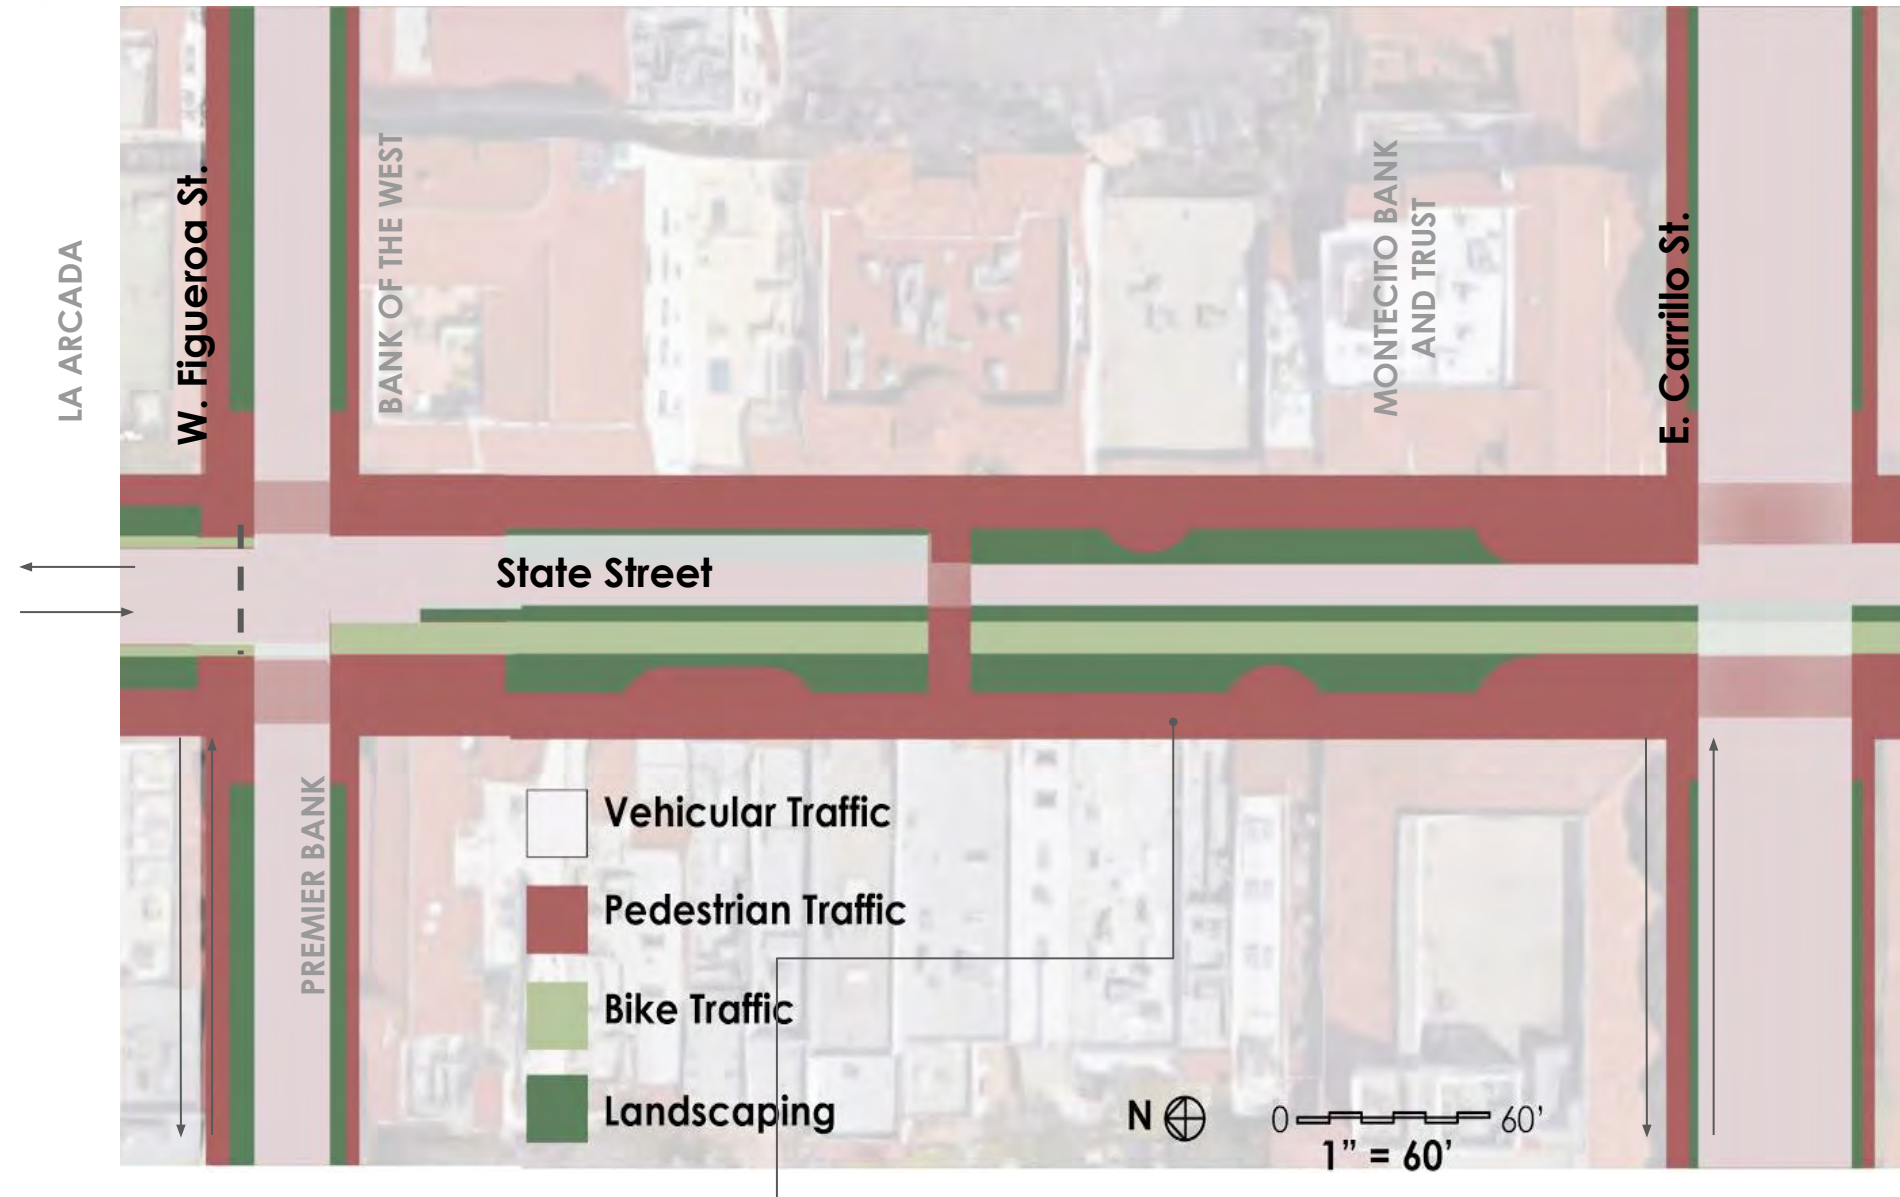 LA ARCADA
W. Figueroa St.
BANK OF THE WEST
MONTECITO BANK
AND TRUST
E. Carrillo St.
State Street
PREMIER BANK
Vehicular Traffic
Pedestrian Traffic
Bike Traffic
Landscaping
N
0 60’
1” = 60’